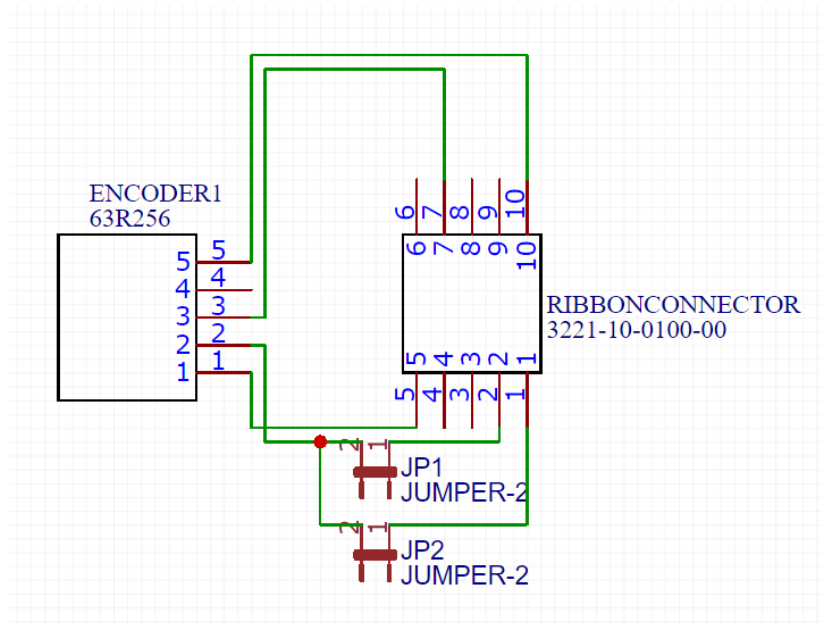 ENCODER1
63R256
5 5
4 4
3 3
2 2
1 1
6 7 8 9 10
6 7 8 9 10
RIBBONCONNECTOR
3221-10-0100-00
5 4 3 2 1
5 4 3 2 1
2 1
JP1
JUMPER-2
2 1
JP2
JUMPER-2